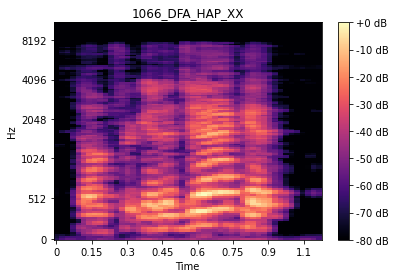 1066_DFA_HAP_XX
8192
4096
2048
1024
512
0
Hz
0
0.15
0.3
0.45
0.6
0.75
0.9
1.1
Time
+0 dB
-10 dB
-20 dB
-30 dB
-40 dB
-50 dB
-60 dB
-70 dB
-80 dB